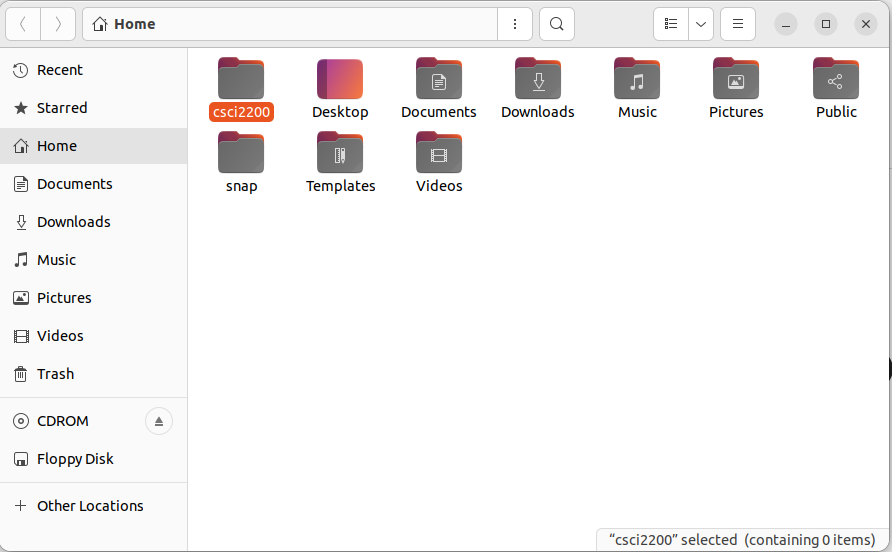 Home
Recent
Starred
Home
Documents
Downloads
Music
Pictures
Videos
Trash
CDROM
Floppy Disk
Other Locations
csci2200 Desktop Documents Downloads Music Pictures Public
snap Templates Videos
“csci2200” selected (containing 0 items)